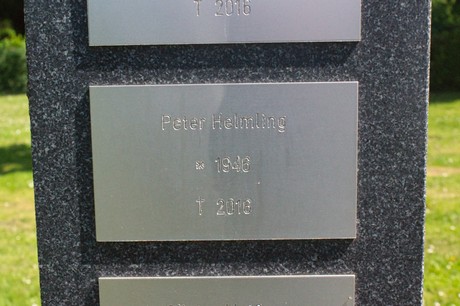 † 2016
Peter Helmling
* 1946
† 2016